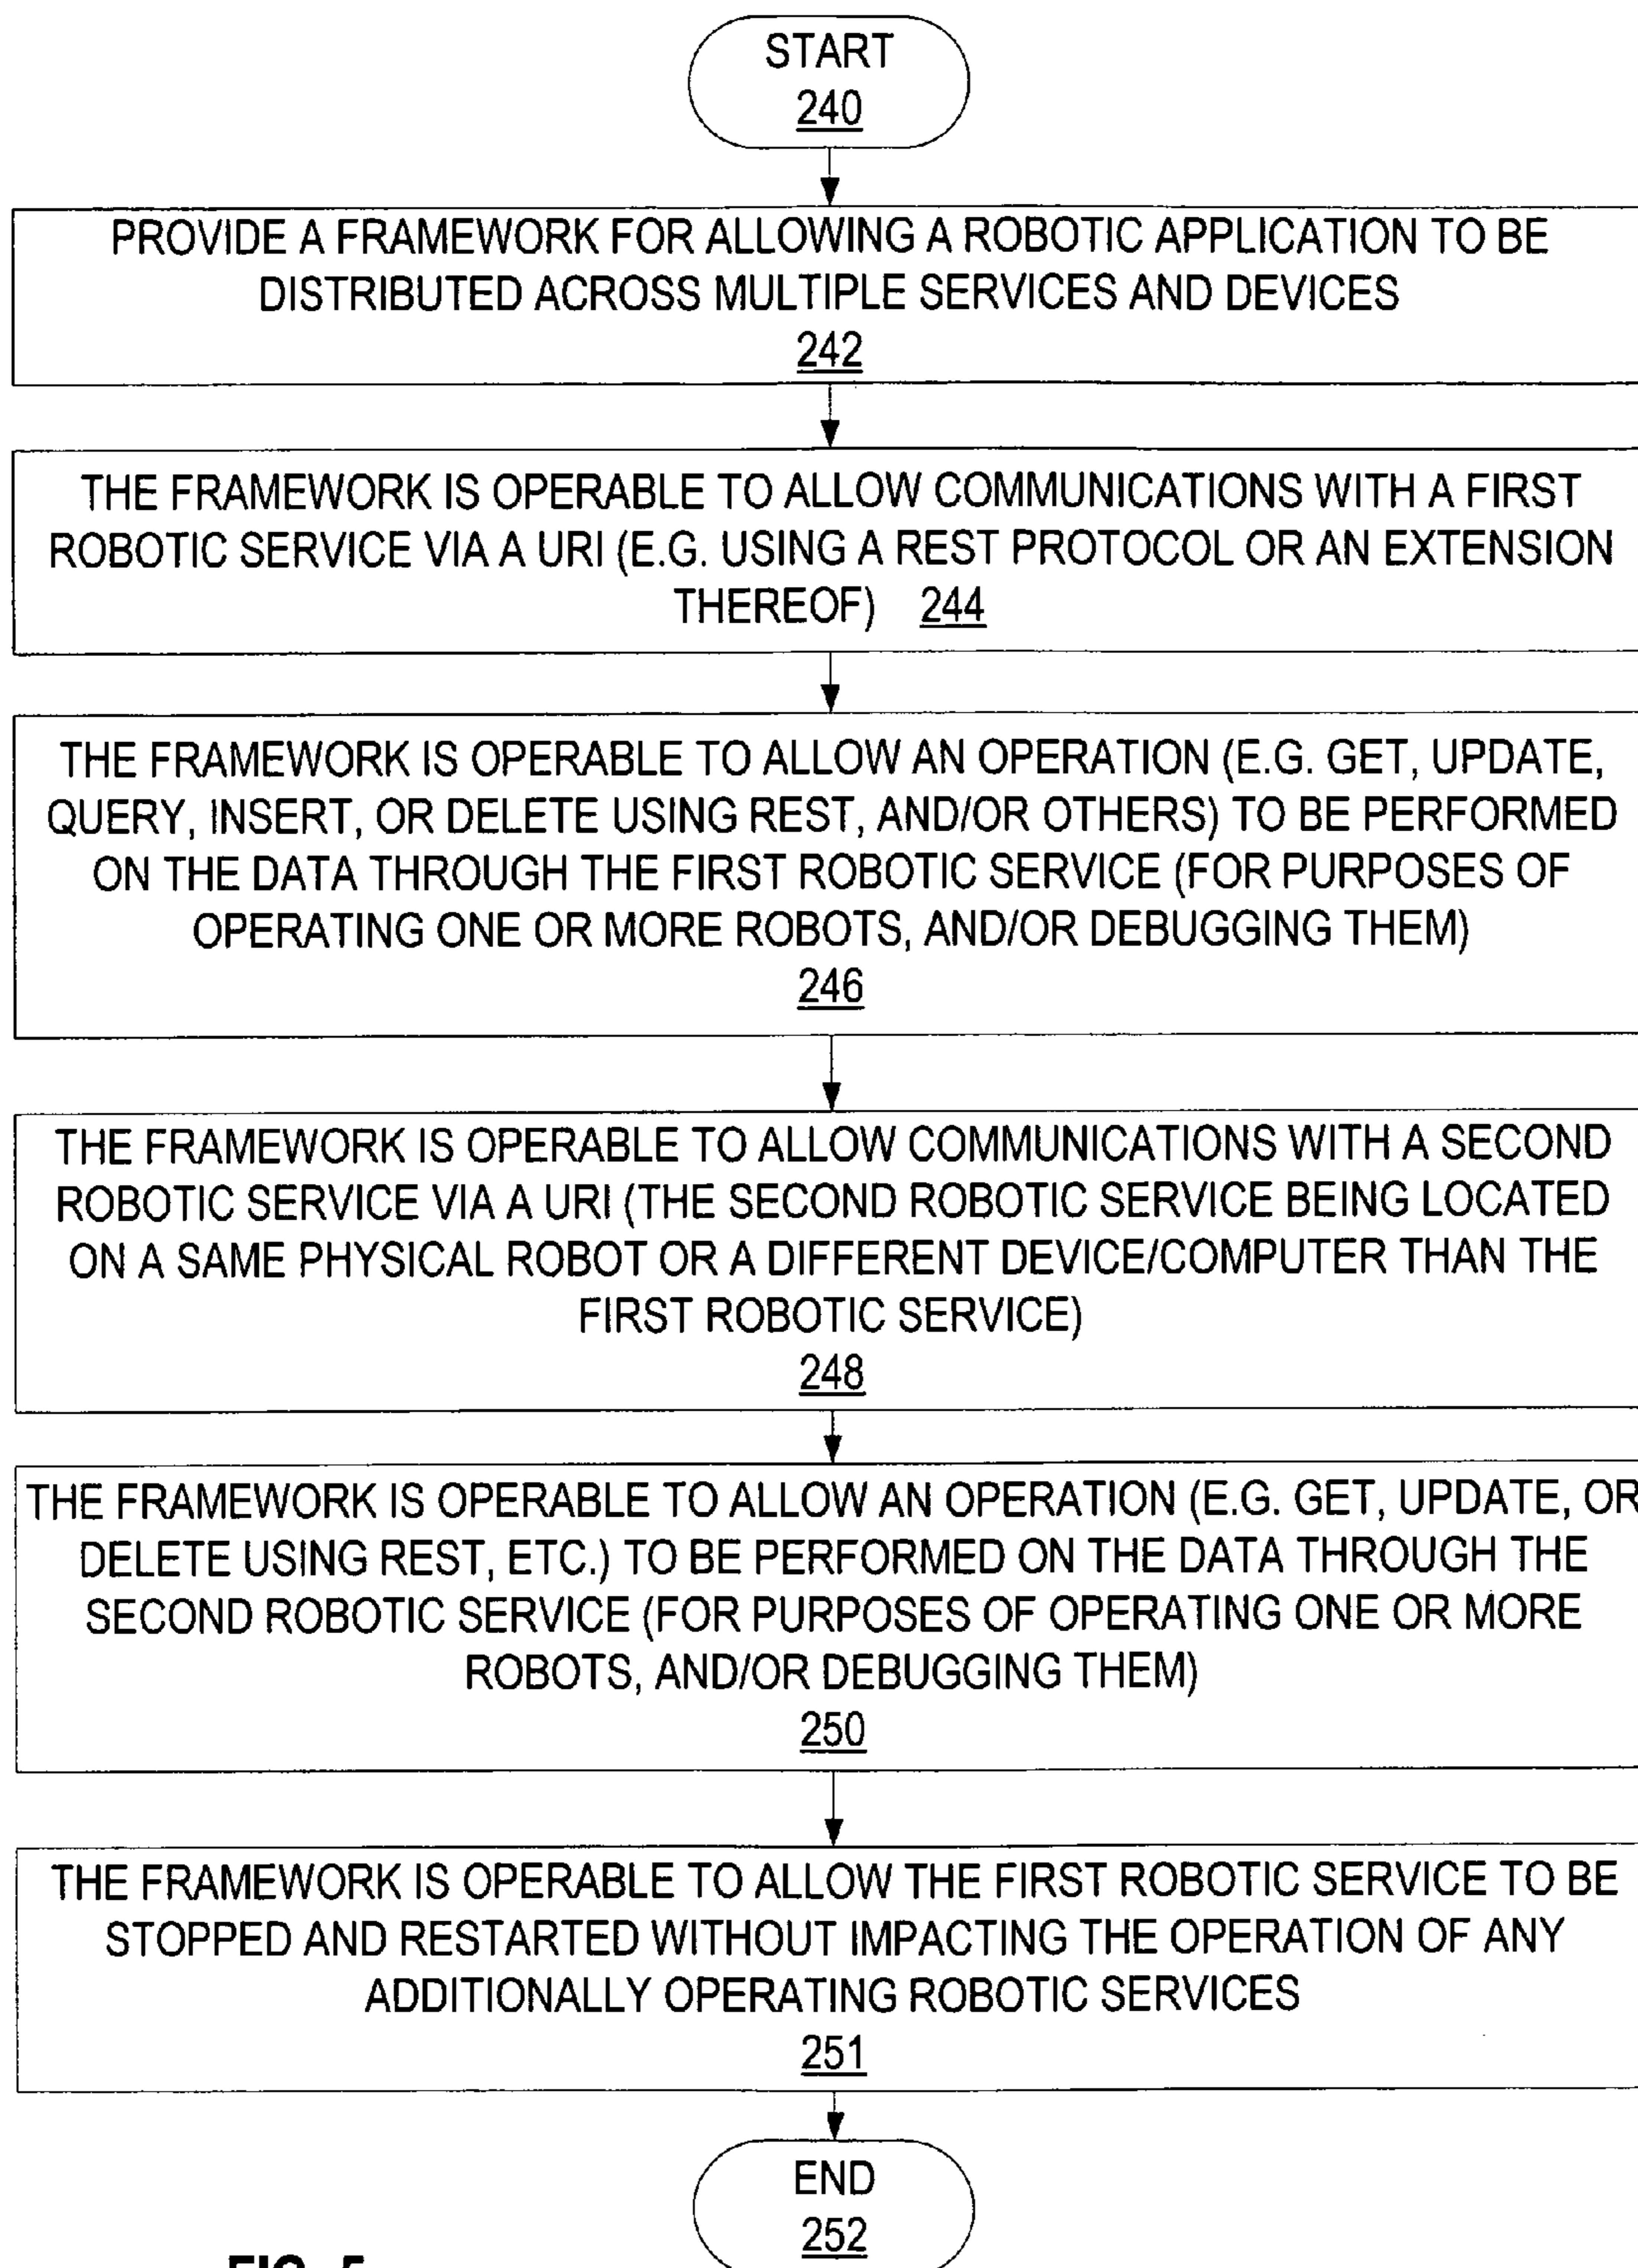 START
240
PROVIDE A FRAMEWORK FOR ALLOWING A ROBOTIC APPLICATION TO BE
DISTRIBUTED ACROSS MULTIPLE SERVICES AND DEVICES
242
THE FRAMEWORK IS OPERABLE TO ALLOW COMMUNICATIONS WITH A FIRST
ROBOTIC SERVICE VIA A URI (E.G. USING A REST PROTOCOL OR AN EXTENSION
THEREOF) 244
THE FRAMEWORK IS OPERABLE TO ALLOW AN OPERATION (E.G. GET, UPDATE,
QUERY, INSERT, OR DELETE USING REST, AND/OR OTHERS) TO BE PERFORMED
ON THE DATA THROUGH THE FIRST ROBOTIC SERVICE (FOR PURPOSES OF
OPERATING ONE OR MORE ROBOTS, AND/OR DEBUGGING THEM)
246
THE FRAMEWORK IS OPERABLE TO ALLOW COMMUNICATIONS WITH A SECOND
ROBOTIC SERVICE VIA A URI (THE SECOND ROBOTIC SERVICE BEING LOCATED
ON A SAME PHYSICAL ROBOT OR A DIFFERENT DEVICE/COMPUTER THAN THE
FIRST ROBOTIC SERVICE)
248
THE FRAMEWORK IS OPERABLE TO ALLOW AN OPERATION (E.G. GET, UPDATE, OR
DELETE USING REST, ETC.) TO BE PERFORMED ON THE DATA THROUGH THE
SECOND ROBOTIC SERVICE (FOR PURPOSES OF OPERATING ONE OR MORE
ROBOTS, AND/OR DEBUGGING THEM)
250
THE FRAMEWORK IS OPERABLE TO ALLOW THE FIRST ROBOTIC SERVICE TO BE
STOPPED AND RESTARTED WITHOUT IMPACTING THE OPERATION OF ANY
ADDITIONALLY OPERATING ROBOTIC SERVICES
251
END
252
FIG. 5